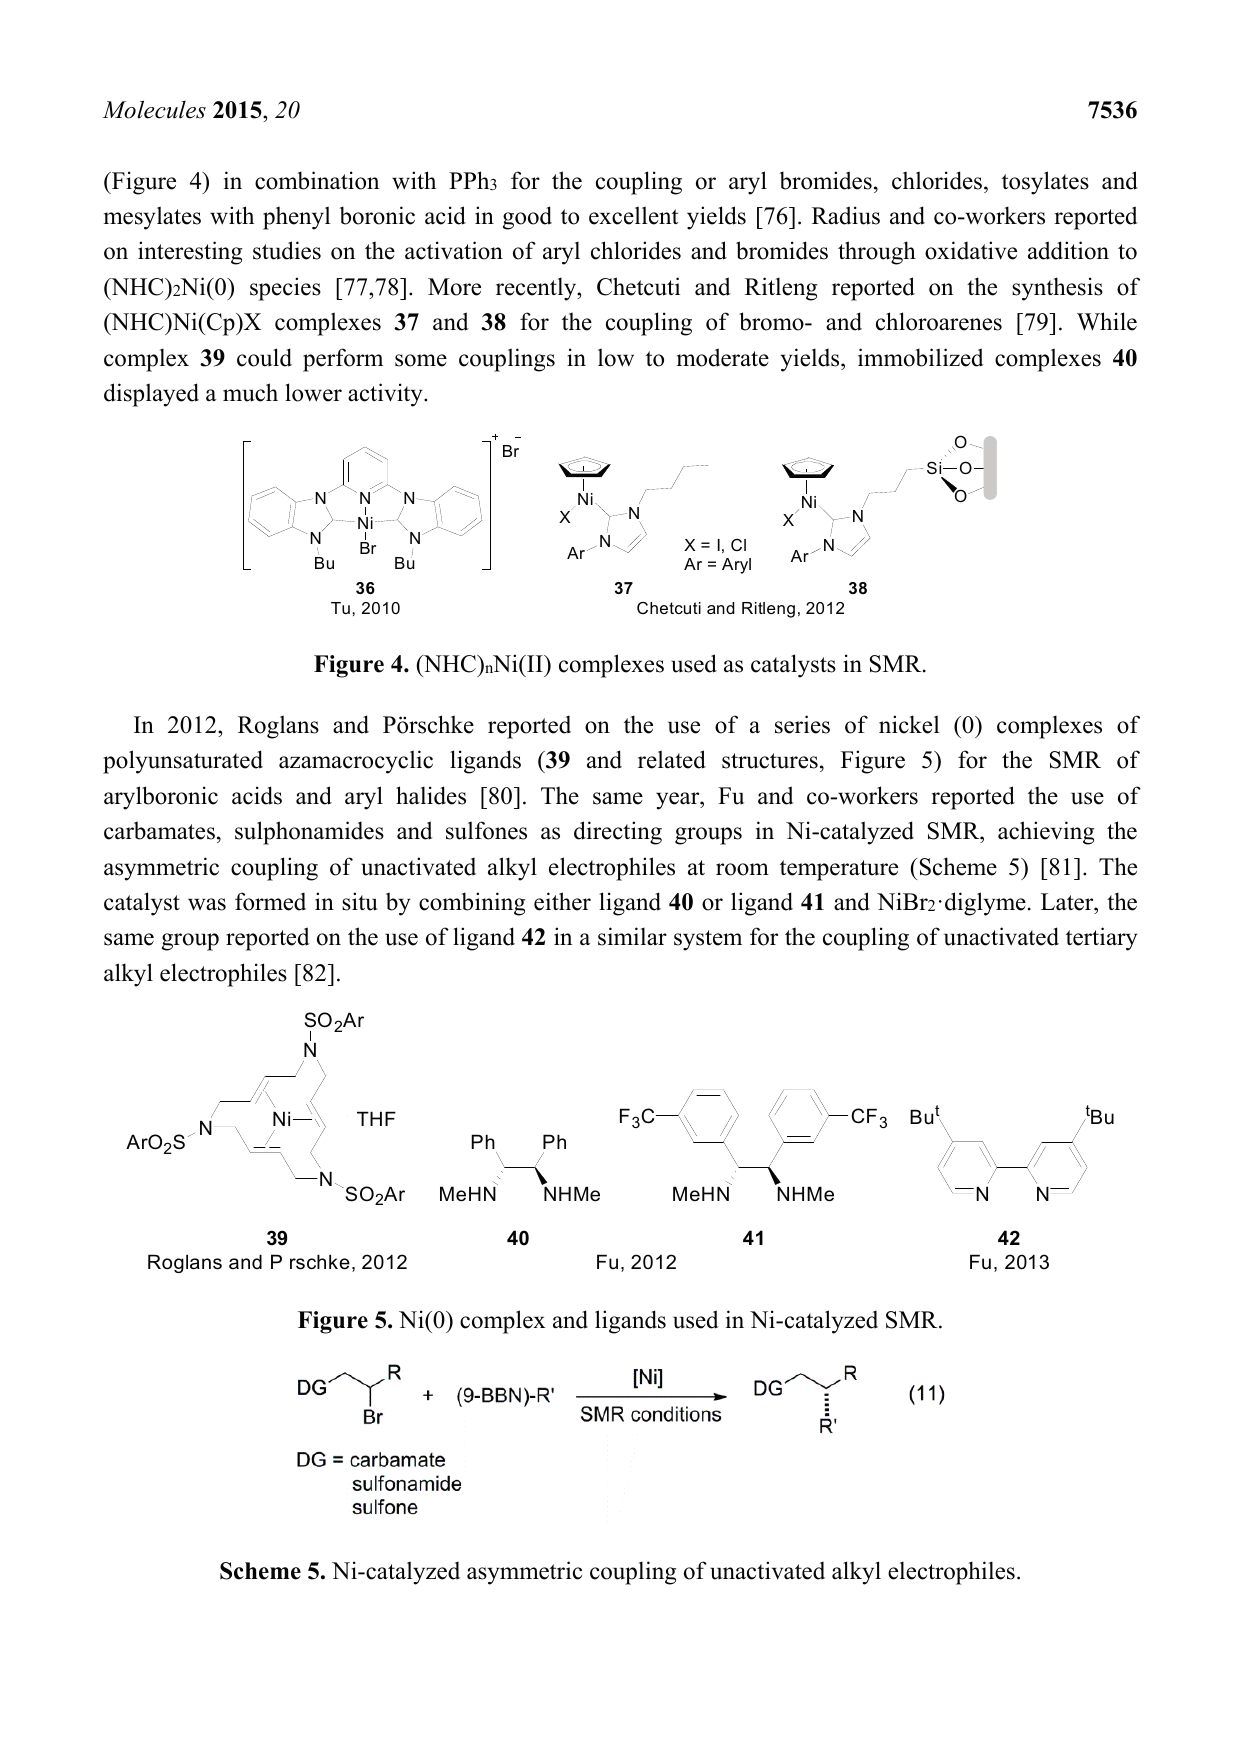 Molecules 2015, 20 7536
(Figure 4) in combination with PPh3 for the coupling or aryl bromides, chlorides, tosylates and
mesylates with phenyl boronic acid in good to excellent yields [76]. Radius and co-workers reported
on interesting studies on the activation of aryl chlorides and bromides through oxidative addition to
(NHC)2Ni(0) species [77,78]. More recently, Chetcuti and Ritleng reported on the synthesis of
(NHC)Ni(Cp)X complexes 37 and 38 for the coupling of bromo- and chloroarenes [79]. While
complex 39 could perform some couplings in low to moderate yields, immobilized complexes 40
displayed a much lower activity.
+ Br−
N N N
Ni
N Br N
Bu Bu
36
Tu, 2010
Ni
X N
N
Ar
X = I, Cl
Ar = Aryl
37
O
Si O
O
Ni
X N
N
Ar
38
Chetcuti and Ritleng, 2012
Figure 4. (NHC)nNi(II) complexes used as catalysts in SMR.
In 2012, Roglans and Pörschke reported on the use of a series of nickel (0) complexes of
polyunsaturated azamacrocyclic ligands (39 and related structures, Figure 5) for the SMR of
arylboronic acids and aryl halides [80]. The same year, Fu and co-workers reported the use of
carbamates, sulphonamides and sulfones as directing groups in Ni-catalyzed SMR, achieving the
asymmetric coupling of unactivated alkyl electrophiles at room temperature (Scheme 5) [81]. The
catalyst was formed in situ by combining either ligand 40 or ligand 41 and NiBr2·diglyme. Later, the
same group reported on the use of ligand 42 in a similar system for the coupling of unactivated tertiary
alkyl electrophiles [82].
SO2Ar
N
Ni THF
N
ArO2S
N
SO2Ar
39
Roglans and P rschke, 2012
Ph Ph
MeHN NHMe
40
F3C CF3
MeHN NHMe
41
Fu, 2012
But tBu
N N
42
Fu, 2013
Figure 5. Ni(0) complex and ligands used in Ni-catalyzed SMR.
DG R
Br
+ (9-BBN)-R'
[Ni]
SMR conditions
DG R
R'
(11)
DG = carbamate
sulfonamide
sulfone
Scheme 5. Ni-catalyzed asymmetric coupling of unactivated alkyl electrophiles.